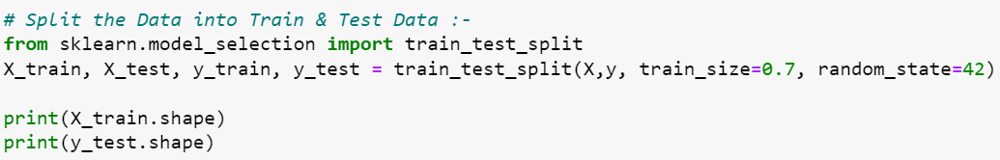 # Split the Data into Train & Test Data :-
from sklearn.model_selection import train_test_split
X_train, X_test, y_train, y_test = train_test_split(X,y, train_size=0.7, random_state=42)
print(X_train.shape)
print(y_test.shape)